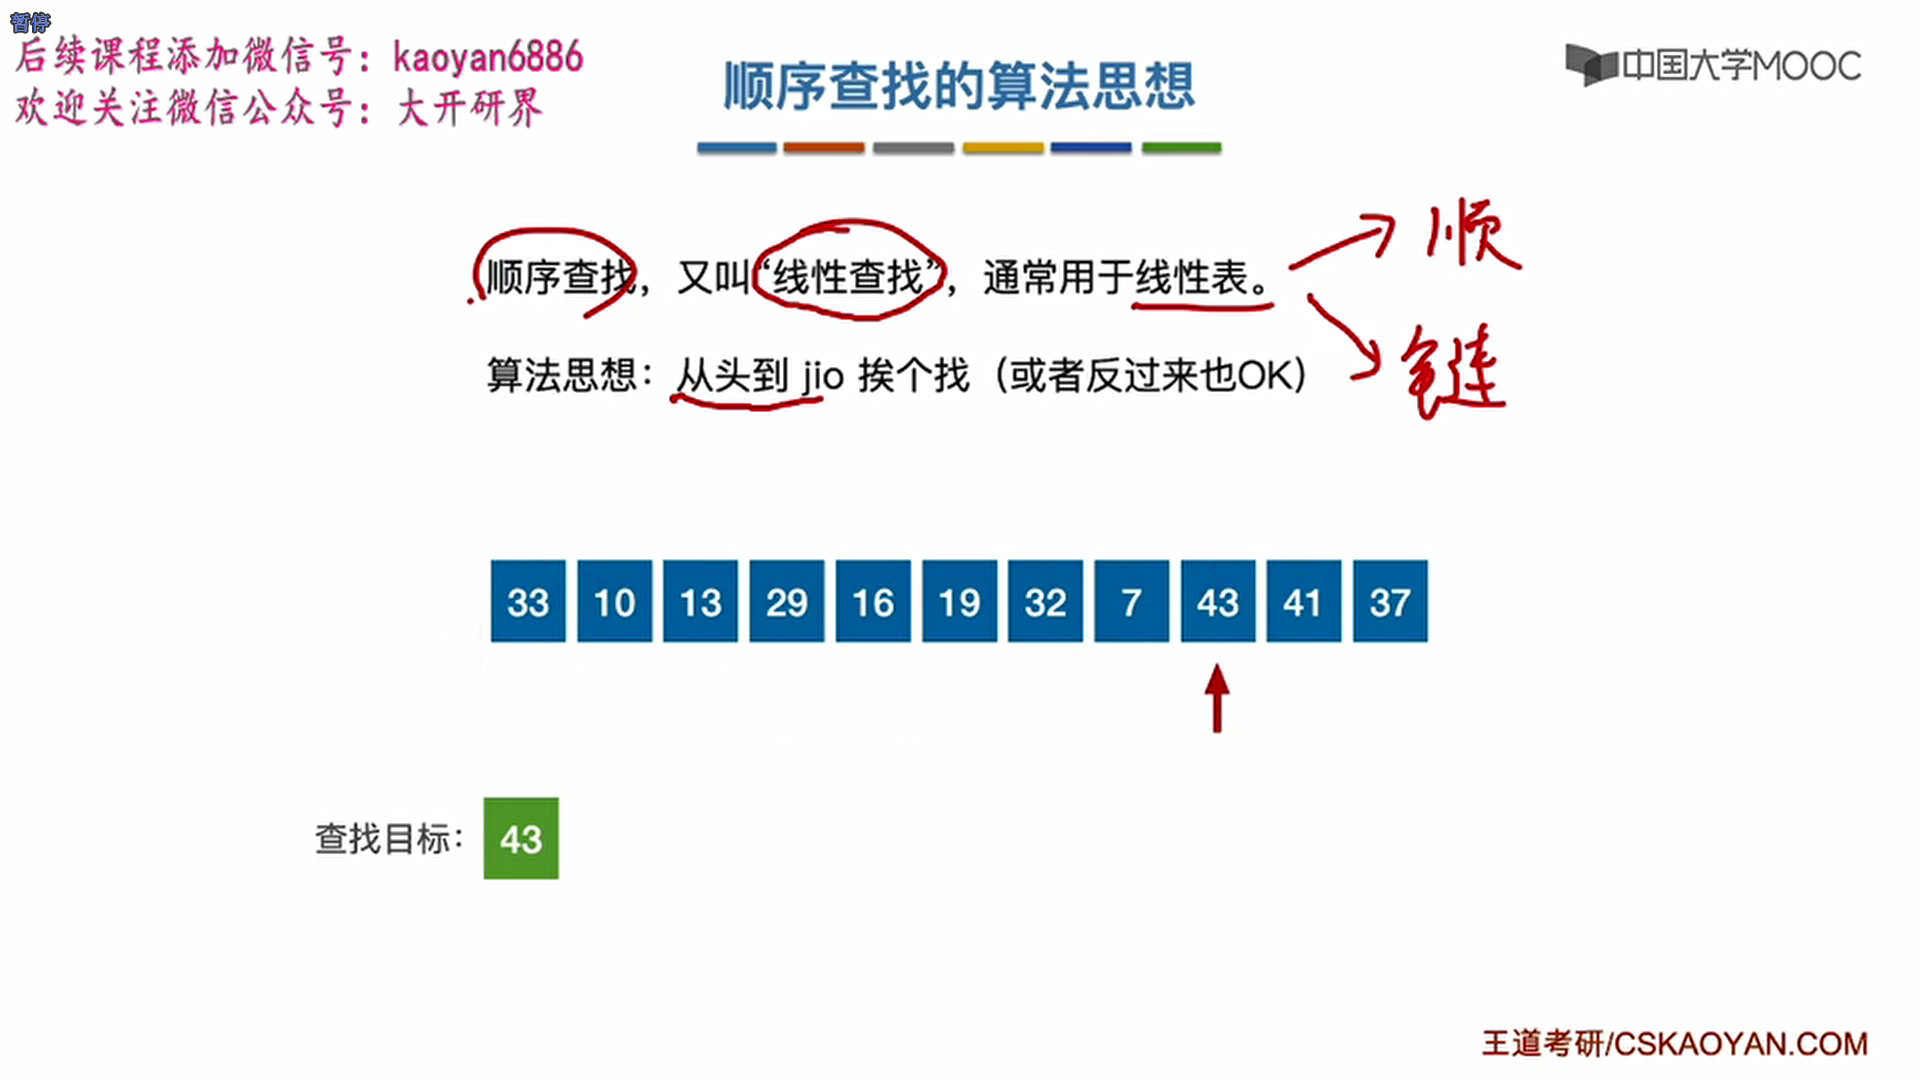 暂停
后续课程添加微信号：kaoyan6886
欢迎关注微信公众号：大开研界
中国大学MOOC
顺序查找的算法思想
顺序查找，又叫“线性查找”，通常用于线性表。
顺
算法思想：从头到 jio 挨个找（或者反过来也OK）
链
33 10 13 29 16 19 32 7 43 41 37
查找目标：43
王道考研/CSKAOYAN.COM